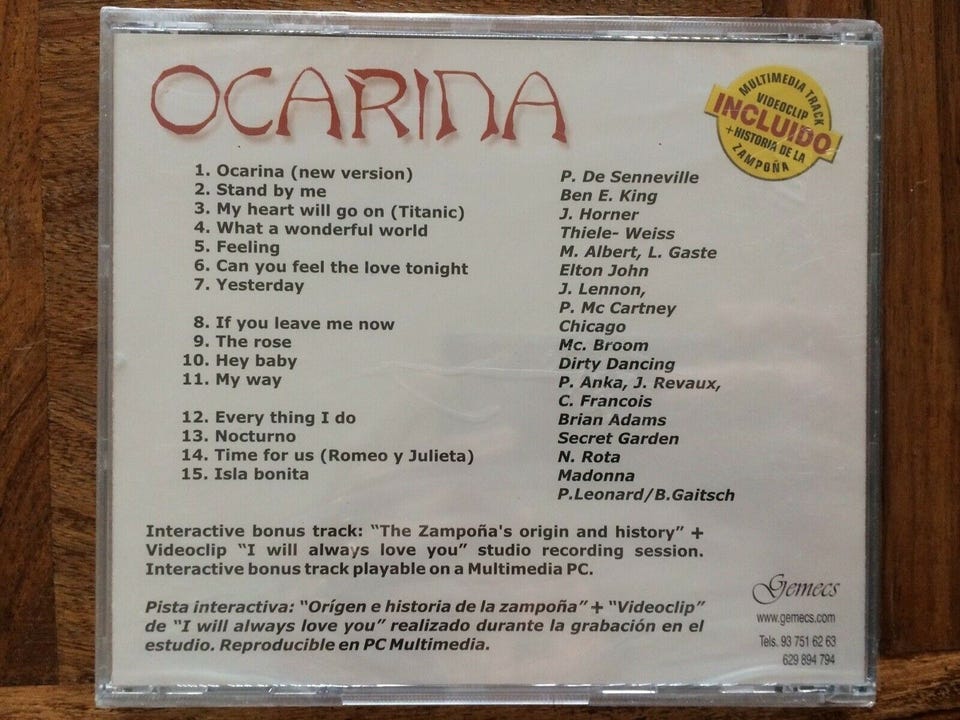 OCARINA
MULTIMEDIA TRACK
VIDEOCLIP
INCLUIDO
+ HISTORIA DE LA
ZAMPOÑA
1. Ocarina (new version) P. De Senneville
2. Stand by me Ben E. King
3. My heart will go on (Titanic) J. Horner
4. What a wonderful world Thiele- Weiss
5. Feeling M. Albert, L. Gaste
6. Can you feel the love tonight Elton John
7. Yesterday J. Lennon,
P. Mc Cartney
8. If you leave me now Chicago
9. The rose Mc. Broom
10. Hey baby Dirty Dancing
11. My way P. Anka, J. Revaux,
C. Francois
12. Every thing I do Brian Adams
13. Nocturno Secret Garden
14. Time for us (Romeo y Julieta) N. Rota
15. Isla bonita Madonna
P.Leonard/B.Gaitsch
Interactive bonus track: “The Zampoña's origin and history” +
Videoclip “I will always love you” studio recording session.
Interactive bonus track playable on a Multimedia PC.
Pista interactiva: “Orígen e historia de la zampoña” + “Videoclip”
de “I will always love you” realizado durante la grabación en el
estudio. Reproducible en PC Multimedia.
Gemecs
www.gemecs.com
Tels. 93 751 62 63
629 894 794